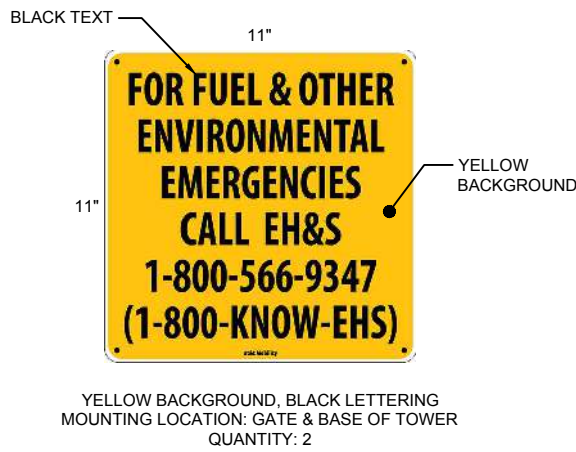 BLACK TEXT
11"
FOR FUEL & OTHER
ENVIRONMENTAL
EMERGENCIES
CALL EH&S
1-800-566-9347
(1-800-KNOW-EHS)
11"
YELLOW
BACKGROUND
YELLOW BACKGROUND, BLACK LETTERING
MOUNTING LOCATION: GATE & BASE OF TOWER
QUANTITY: 2